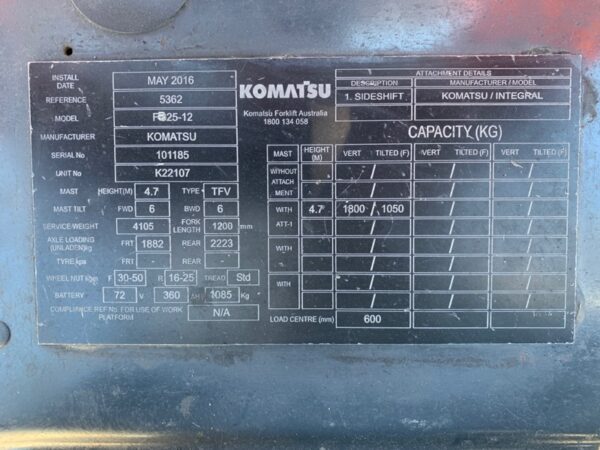 INSTALL DATE MAY 2016
REFERENCE 5362
MODEL FB25-12
MANUFACTURER KOMATSU
SERIAL No 101185
UNIT No K22107
MAST HEIGHT(M) 4.7 TYPE TFV
MAST TILT FWD 6 BWD 6
SERVICE WEIGHT 4105 FORK LENGTH 1200 mm
AXLE LOADING (UNLADEN)kg FRT 1882 REAR 2223
TYRE kpa FRT - REAR -
WHEEL NUT kg/m F 30-50 R 16-25 TREAD Std
BATTERY 72 V 360 AH 1085 Kg
COMPLIANCE REF No FOR USE OF WORK PLATFORM N/A
KOMATSU
Komatsu Forklift Australia
1800 134 058
ATTACHMENT DETAILS
DESCRIPTION MANUFACTURER / MODEL
1. SIDESHIFT KOMATSU / INTEGRAL
CAPACITY (KG)
MAST HEIGHT (M) VERT TILTED (F) VERT TILTED (F) VERT TILTED (F)
WITHOUT ATTACH MENT / / /
WITH ATT-1 4.7 1800 / 1050 / /
/ / /
WITH / / /
/ / /
WITH / / /
/ / /
LOAD CENTRE (mm) 600